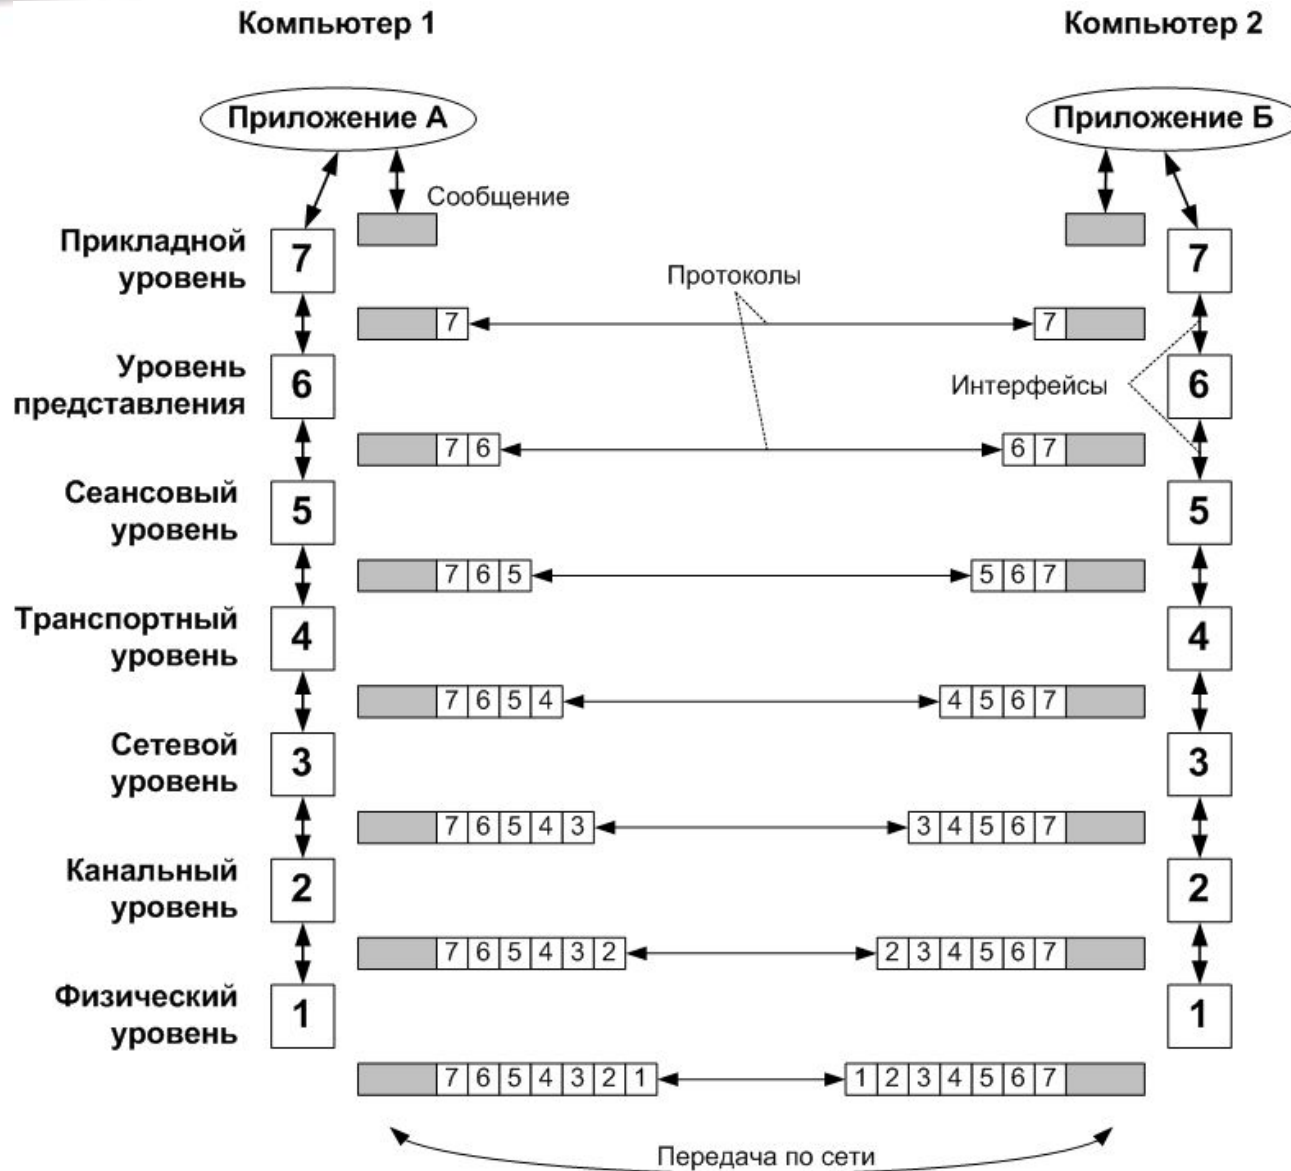 Компьютер 1
Компьютер 2
Приложение А
Приложение Б
Сообщение
Прикладной
уровень
7
7
Протоколы
7
7
Уровень
представления
6
6
Интерфейсы
7 6
6 7
Сеансовый
уровень
5
5
7 6 5
5 6 7
Транспортный
уровень
4
4
7 6 5 4
4 5 6 7
Сетевой
уровень
3
3
7 6 5 4 3
3 4 5 6 7
Канальный
уровень
2
2
7 6 5 4 3 2
2 3 4 5 6 7
Физический
уровень
1
1
7 6 5 4 3 2 1
1 2 3 4 5 6 7
Передача по сети